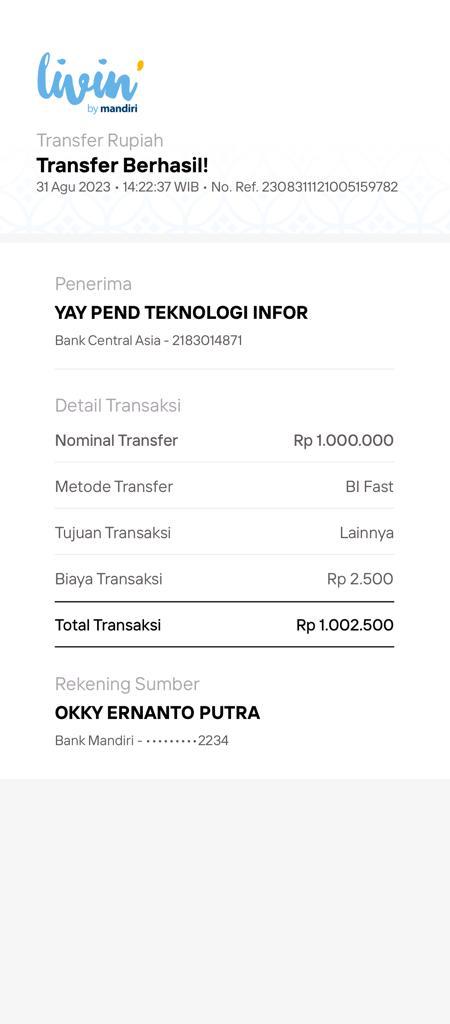 livin'
by mandiri
Transfer Rupiah
Transfer Berhasil!
31 Agu 2023 • 14:22:37 WIB • No. Ref. 2308311121005159782
Penerima
YAY PEND TEKNOLOGI INFOR
Bank Central Asia - 2183014871
Detail Transaksi
Nominal Transfer Rp 1.000.000
Metode Transfer BI Fast
Tujuan Transaksi Lainnya
Biaya Transaksi Rp 2.500
Total Transaksi Rp 1.002.500
Rekening Sumber
OKKY ERNANTO PUTRA
Bank Mandiri - •••••••••2234